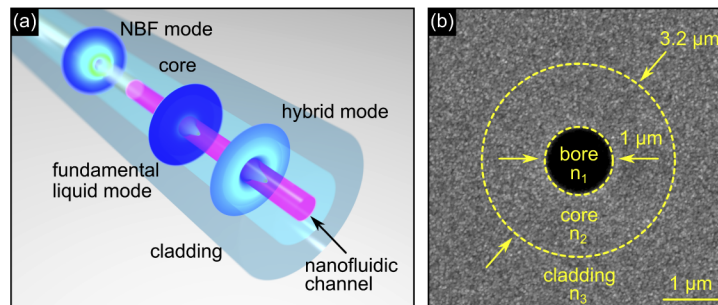 (a)
NBF mode
core
hybrid mode
fundamental
liquid mode
cladding
nanofluidic
channel
(b)
3.2 µm
1 µm
bore
n1
core
n2
cladding
n3
1 µm